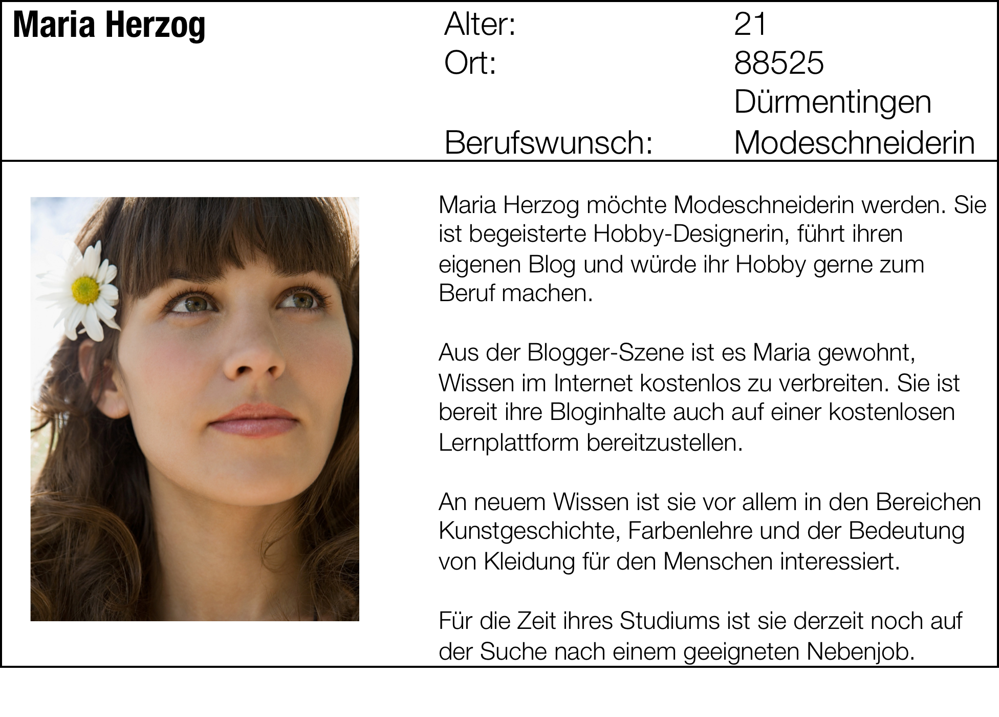 Maria Herzog
Alter: 21
Ort: 88525
Dürmentingen
Berufswunsch: Modeschneiderin
Maria Herzog möchte Modeschneiderin werden. Sie
ist begeisterte Hobby-Designerin, führt ihren
eigenen Blog und würde ihr Hobby gerne zum
Beruf machen.
Aus der Blogger-Szene ist es Maria gewohnt,
Wissen im Internet kostenlos zu verbreiten. Sie ist
bereit ihre Bloginhalte auch auf einer kostenlosen
Lernplattform bereitzustellen.
An neuem Wissen ist sie vor allem in den Bereichen
Kunstgeschichte, Farbenlehre und der Bedeutung
von Kleidung für den Menschen interessiert.
Für die Zeit ihres Studiums ist sie derzeit noch auf
der Suche nach einem geeigneten Nebenjob.